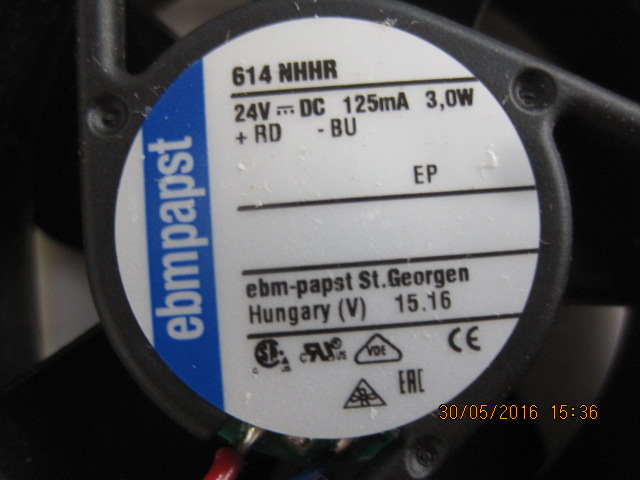 614 NHHR
24V ⎓ DC 125mA 3,0W
+ RD - BU
EP
ebmpapst
ebm-papst St.Georgen
Hungary (V) 15.16
VDE
CE
EAC
30/05/2016 15:36